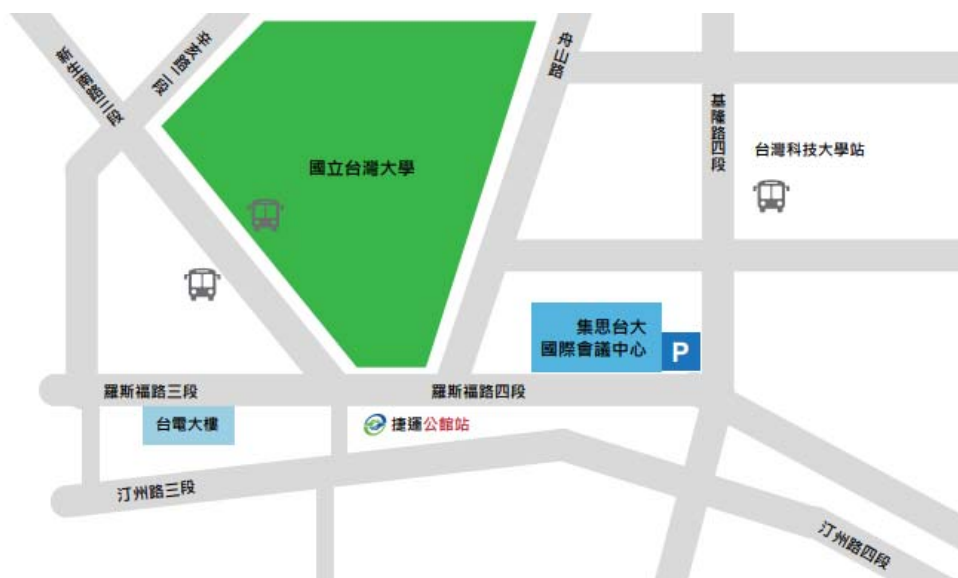 新生南路三段
辛亥路二段
舟山路
基隆路四段
國立台灣大學
台灣科技大學站
集思台大
國際會議中心
P
羅斯福路三段
羅斯福路四段
台電大樓
捷運公館站
汀州路三段
汀州路四段